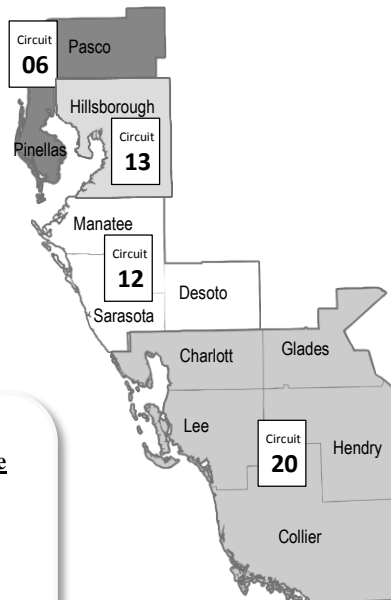 Circuit
06
Pasco
Hillsborough
Circuit
13
Pinellas
Manatee
Circuit
12
Desoto
Sarasota
Charlott
Glades
Lee
Circuit
20
Hendry
Collier
e